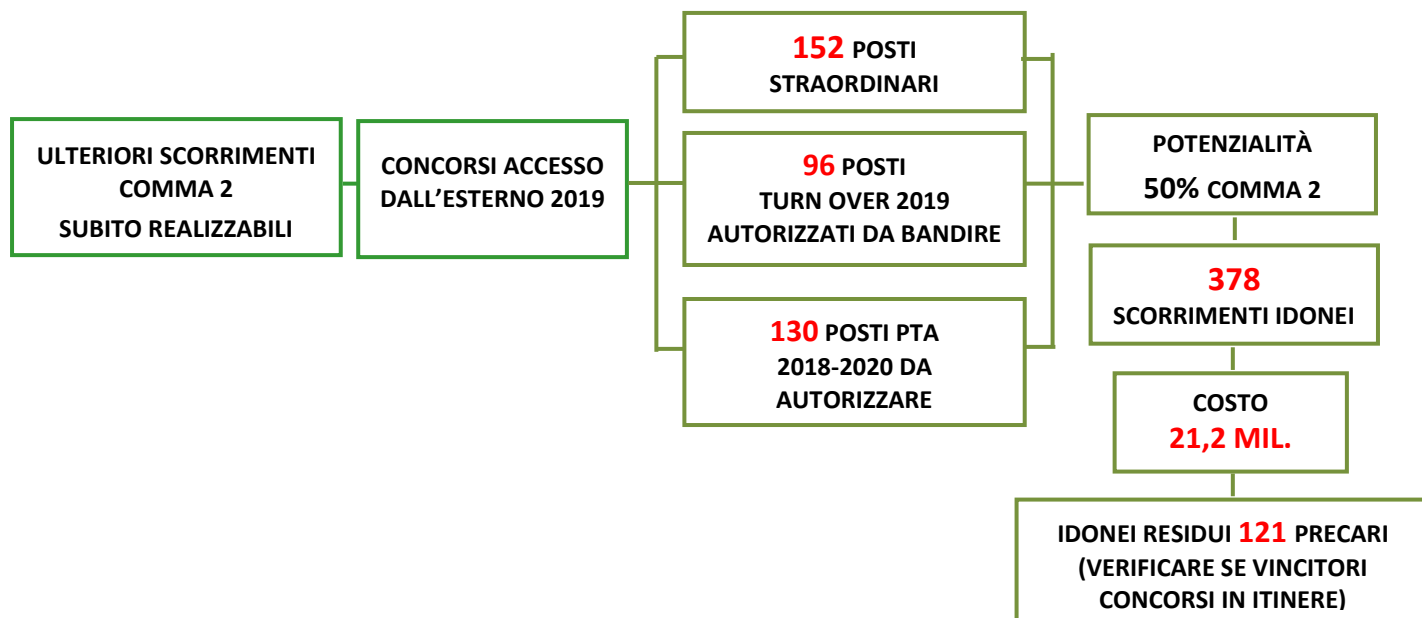 ULTERIORI SCORRIMENTI
COMMA 2
SUBITO REALIZZABILI
CONCORSI ACCESSO
DALL’ESTERNO 2019
152 POSTI
STRAORDINARI
96 POSTI
TURN OVER 2019
AUTORIZZATI DA BANDIRE
130 POSTI PTA
2018-2020 DA
AUTORIZZARE
POTENZIALITÀ
50% COMMA 2
378
SCORRIMENTI IDONEI
COSTO
21,2 MIL.
IDONEI RESIDUI 121 PRECARI
(VERIFICARE SE VINCITORI
CONCORSI IN ITINERE)